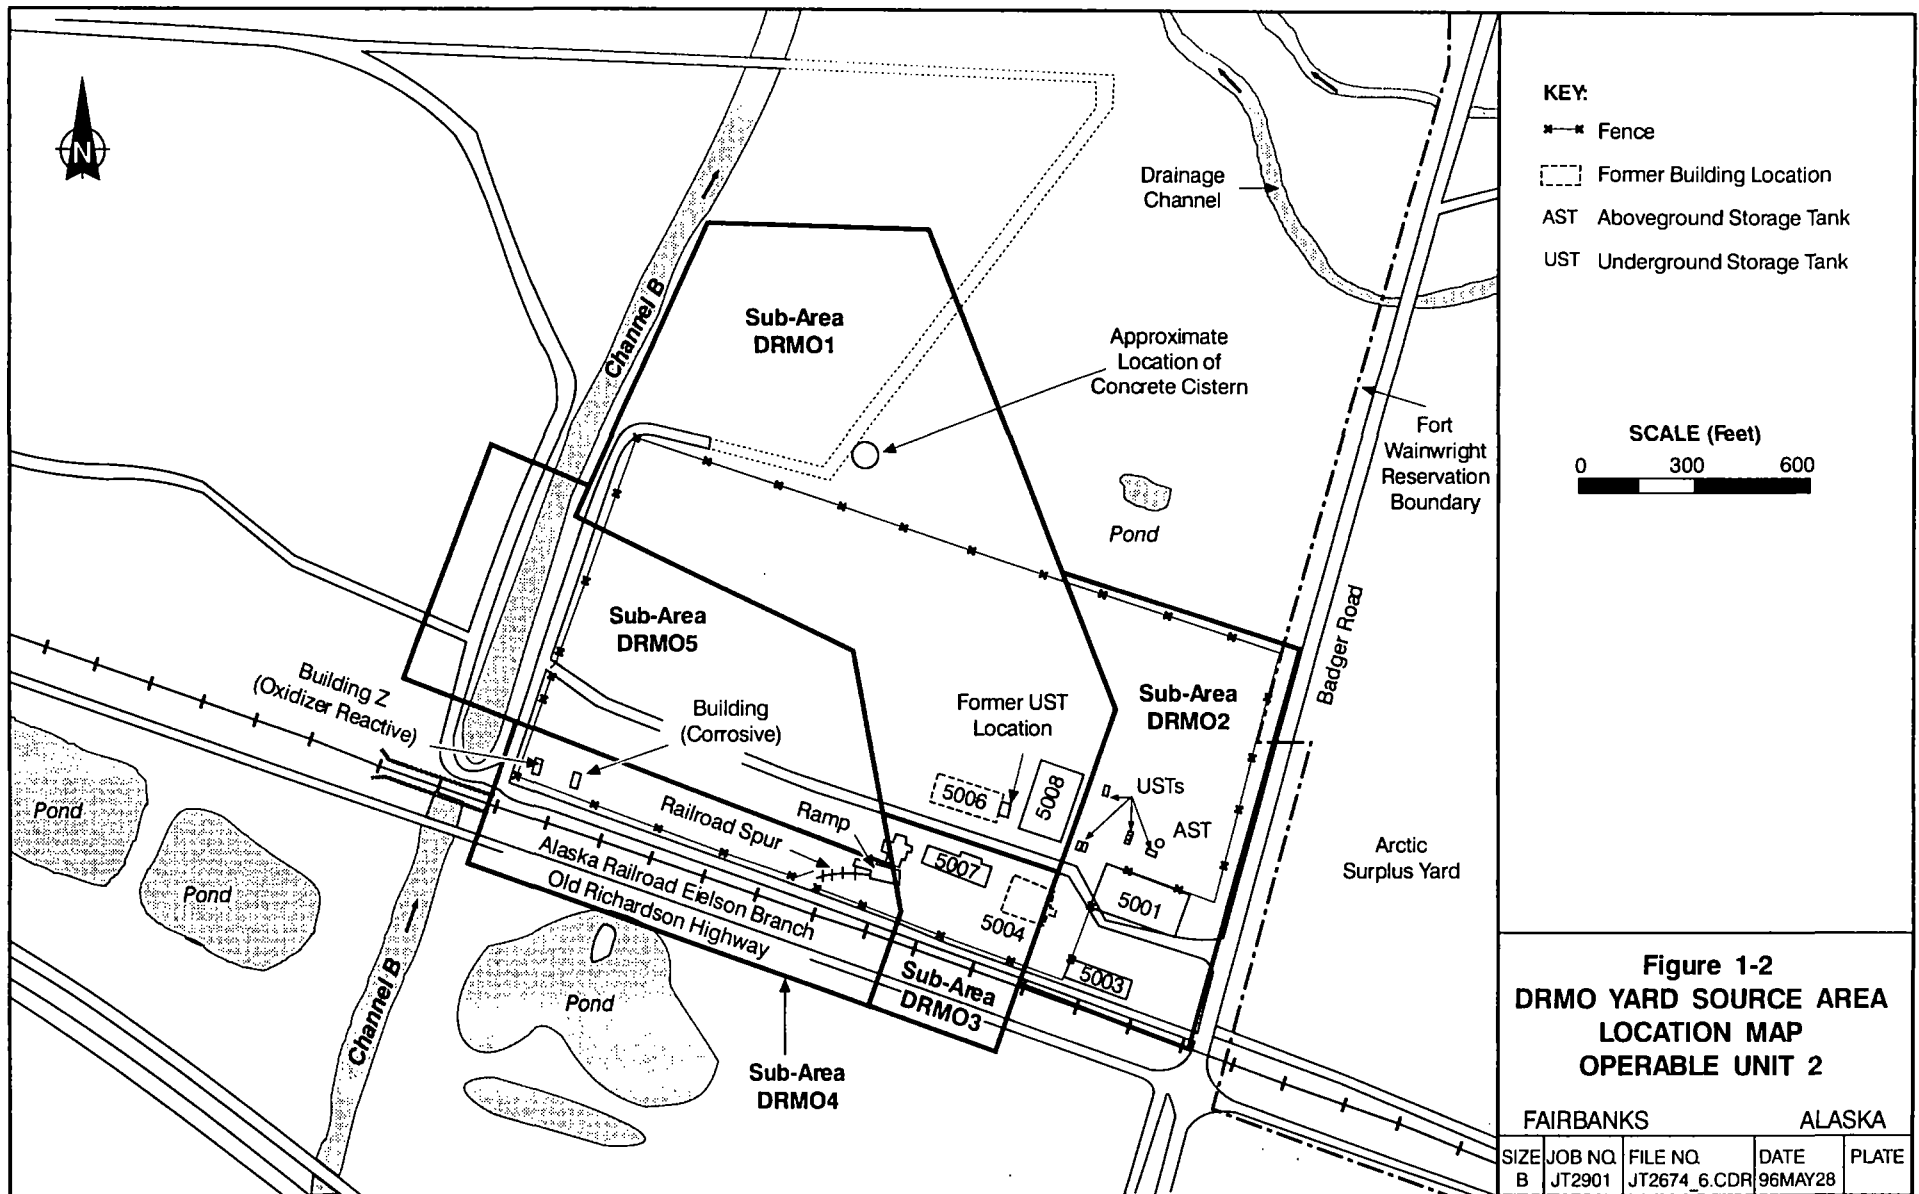 N
Channel B
Sub-Area
DRMO1
Drainage
Channel
Approximate
Location of
Concrete Cistern
Fort
Wainwright
Reservation
Boundary
Pond
Badger Road
Sub-Area
DRMO5
Sub-Area
DRMO2
Building Z
(Oxidizer Reactive)
Building
(Corrosive)
Former UST
Location
5006
5008
USTs
AST
Railroad Spur
Ramp
5007
5001
5004
5003
Arctic
Surplus Yard
Alaska Railroad Eielson Branch
Old Richardson Highway
Sub-Area
DRMO3
Sub-Area
DRMO4
Pond
Pond
Pond
Channel B
KEY:
Fence
Former Building Location
AST Aboveground Storage Tank
UST Underground Storage Tank
SCALE (Feet)
0 300 600
Figure 1-2
DRMO YARD SOURCE AREA
LOCATION MAP
OPERABLE UNIT 2
FAIRBANKS ALASKA
SIZE JOB NO. FILE NO. DATE PLATE
B JT2901 JT2674_6.CDR 96MAY28